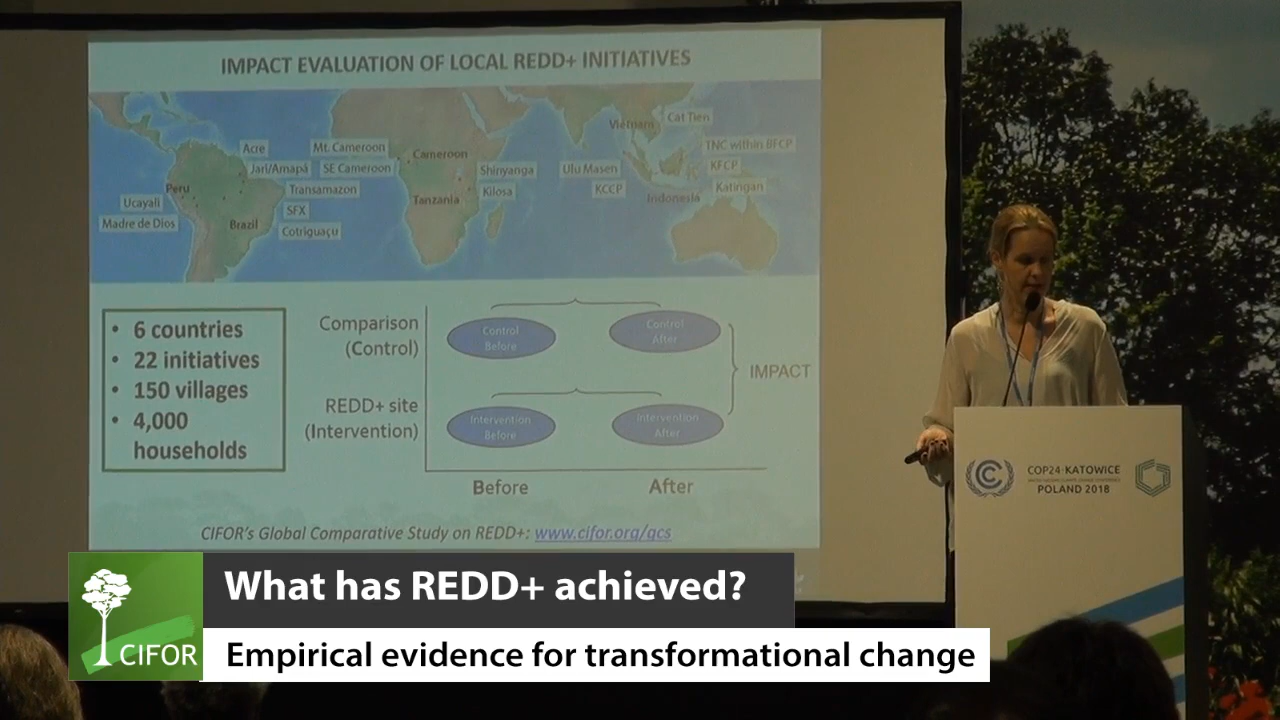 IMPACT EVALUATION OF LOCAL REDD+ INITIATIVES
Acre
Jari/Amapá
Transamazon
SFX
Cotriguaçu
Peru
Ucayali
Madre de Dios
Brazil
Mt. Cameroon
SE Cameroon
Cameroon
Tanzania
Shinyanga
Kilosa
Vietnam
Cat Tien
Ulu Masen
KCCP
TNC within BFCP
KFCP
Katingan
Indonesia
• 6 countries
• 22 initiatives
• 150 villages
• 4,000
households
Comparison
(Control)
Control
Before
Control
After
REDD+ site
(Intervention)
Intervention
Before
Intervention
After
IMPACT
Before
After
CIFOR's Global Comparative Study on REDD+: www.cifor.org/gcs
COP24·KATOWICE
POLAND 2018
CIFOR
What has REDD+ achieved?
Empirical evidence for transformational change